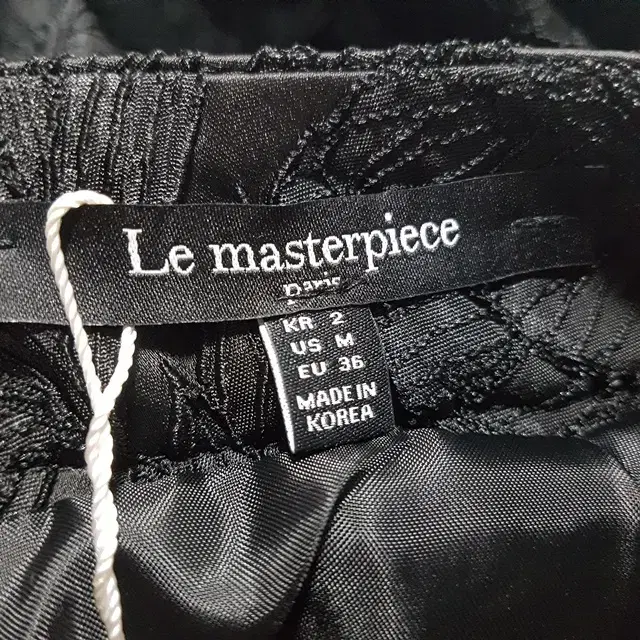 Le masterpiece
paris
KR 2
US M
EU 36
MADE IN
KOREA